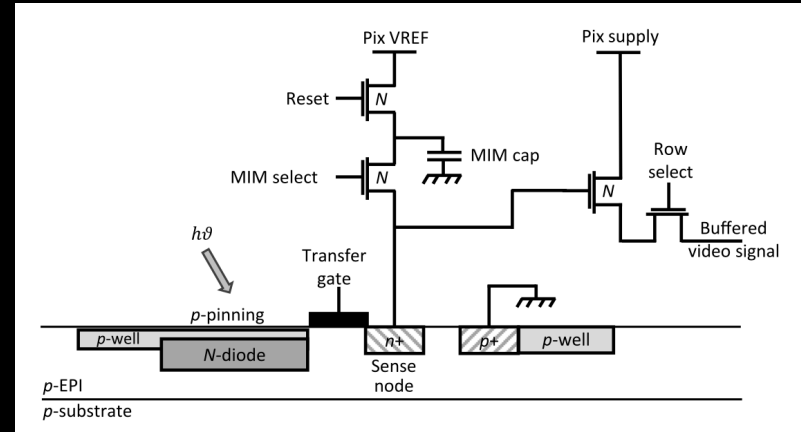 Pix VREF
Pix supply
Reset
N
MIM cap
MIM select
N
Row
select
N
Buffered
video signal
hϑ
Transfer
gate
p-pinning
p-well
N-diode
n+
p+
p-well
Sense
node
p-EPI
p-substrate